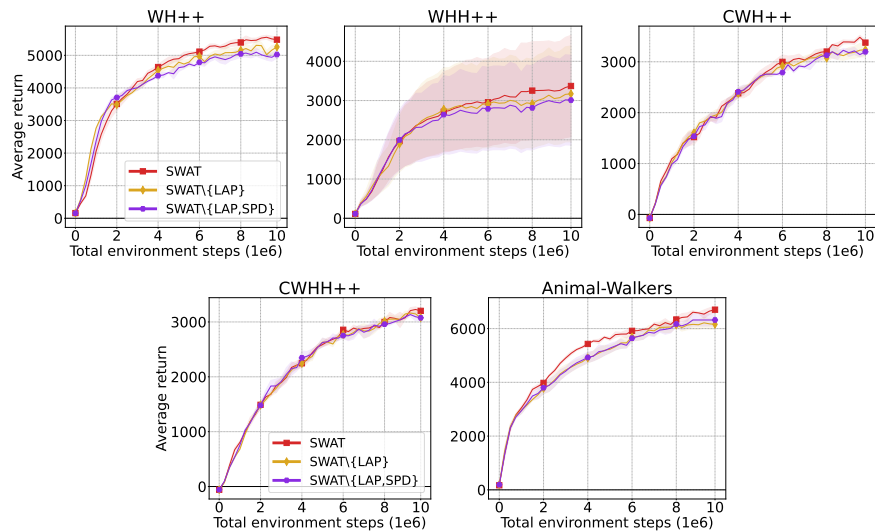 WH++
WHH++
CWH++
Average return
5000
4000
3000
2000
1000
0
4000
3000
2000
1000
0
3000
2000
1000
0
SWAT
SWAT\{LAP}
SWAT\{LAP,SPD}
0 2 4 6 8 10
0 2 4 6 8 10
0 2 4 6 8 10
Total environment steps (1e6)
Total environment steps (1e6)
Total environment steps (1e6)
CWHH++
Animal-Walkers
Average return
3000
2000
1000
0
6000
4000
2000
0
SWAT
SWAT\{LAP}
SWAT\{LAP,SPD}
0 2 4 6 8 10
0 2 4 6 8 10
Total environment steps (1e6)
Total environment steps (1e6)